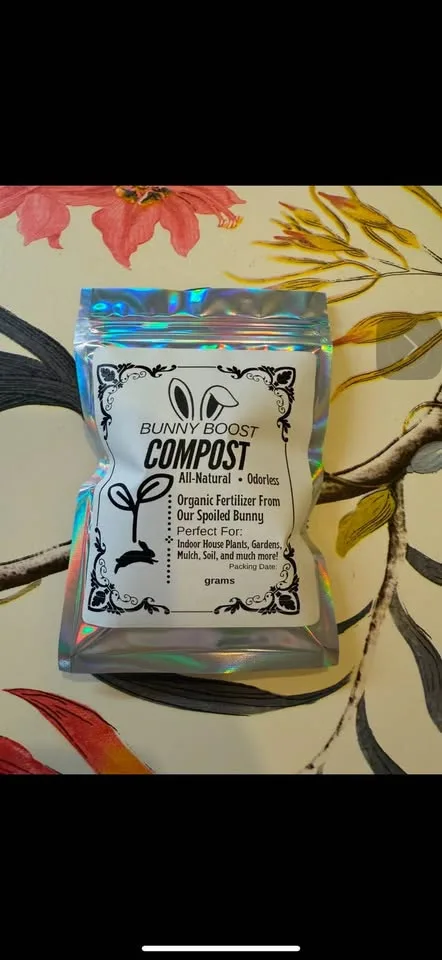 BUNNY BOOST
COMPOST
All-Natural • Odorless
Organic Fertilizer From
Our Spoiled Bunny
Perfect For:
Indoor House Plants, Gardens,
Mulch, Soil, and much more!
Packing Date:
grams